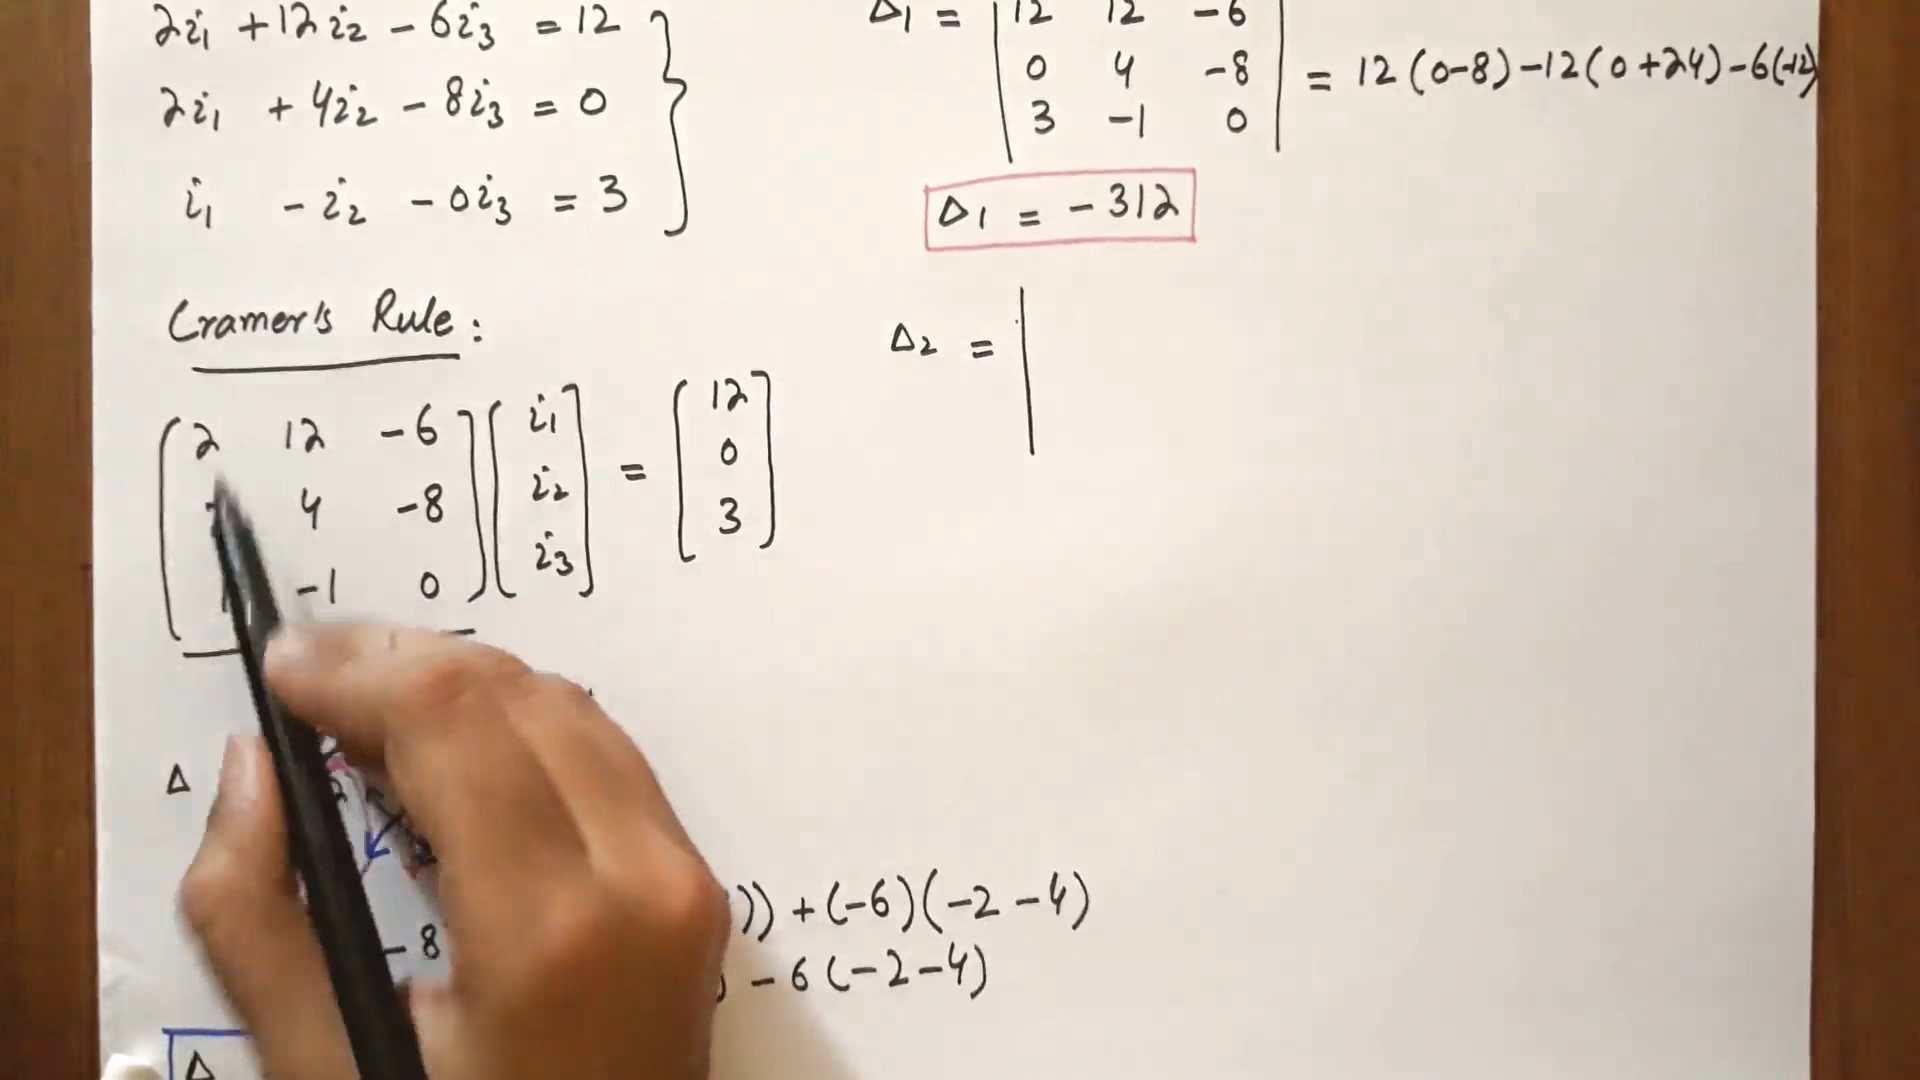 2i₁ + 12i₂ - 6i₃ = 12
2i₁ + 4i₂ - 8i₃ = 0
i₁ - i₂ - 0i₃ = 3
Cramer's Rule:
2 12 -6
4 -8
-1 0
i₁
i₂
i₃
=
12
0
3
Δ
- 8
Δ
Δ₁ =
12 12 -6
0 4 -8
3 -1 0
= 12(0-8) -12(0+24) -6(-12)
Δ₁ = -312
Δ₂ =
)) + (-6)(-2 -4)
) - 6(-2-4)